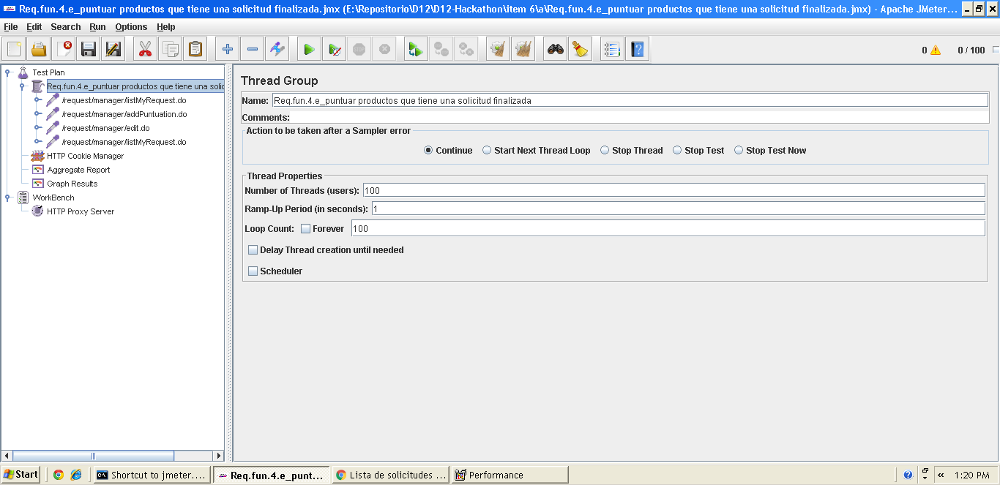 Req.fun.4.e_puntuar productos que tiene una solicitud finalizada.jmx (E:\Repositorio\D12\D12-Hackathon\item 6\a\Req.fun.4.e_puntuar productos que tiene una solicitud finalizada.jmx) - Apache JMeter...
File Edit Search Run Options Help
0 0 / 100
Test Plan
Req.fun.4.e_puntuar productos que tiene una solic
/request/manager/listMyRequest.do
/request/manager/addPuntuation.do
/request/manager/edit.do
/request/manager/listMyRequest.do
HTTP Cookie Manager
Aggregate Report
Graph Results
WorkBench
HTTP Proxy Server
Thread Group
Name: Req.fun.4.e_puntuar productos que tiene una solicitud finalizada
Comments:
Action to be taken after a Sampler error
Continue Start Next Thread Loop Stop Thread Stop Test Stop Test Now
Thread Properties
Number of Threads (users): 100
Ramp-Up Period (in seconds): 1
Loop Count: Forever 100
Delay Thread creation until needed
Scheduler
Start Shortcut to jmeter.... Req.fun.4.e_punt... Lista de solicitudes ... Performance 1:20 PM